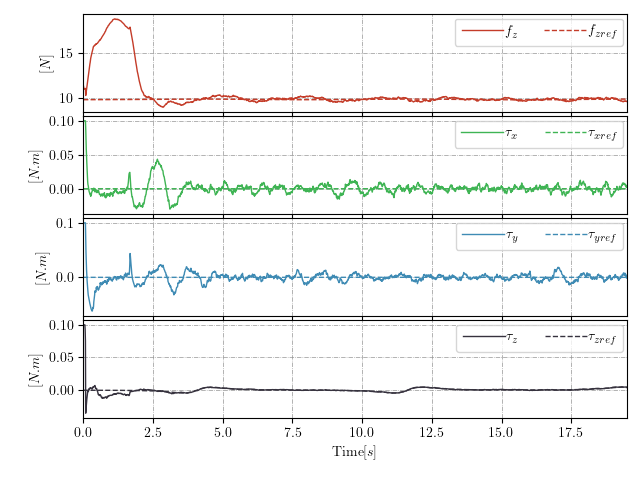 f_z f_zref
15
10
[N]
τ_x τ_xref
0.10
0.05
0.00
[N.m]
τ_y τ_yref
0.1
0.0
[N.m]
τ_z τ_zref
0.10
0.05
0.00
[N.m]
0.0 2.5 5.0 7.5 10.0 12.5 15.0 17.5
Time[s]